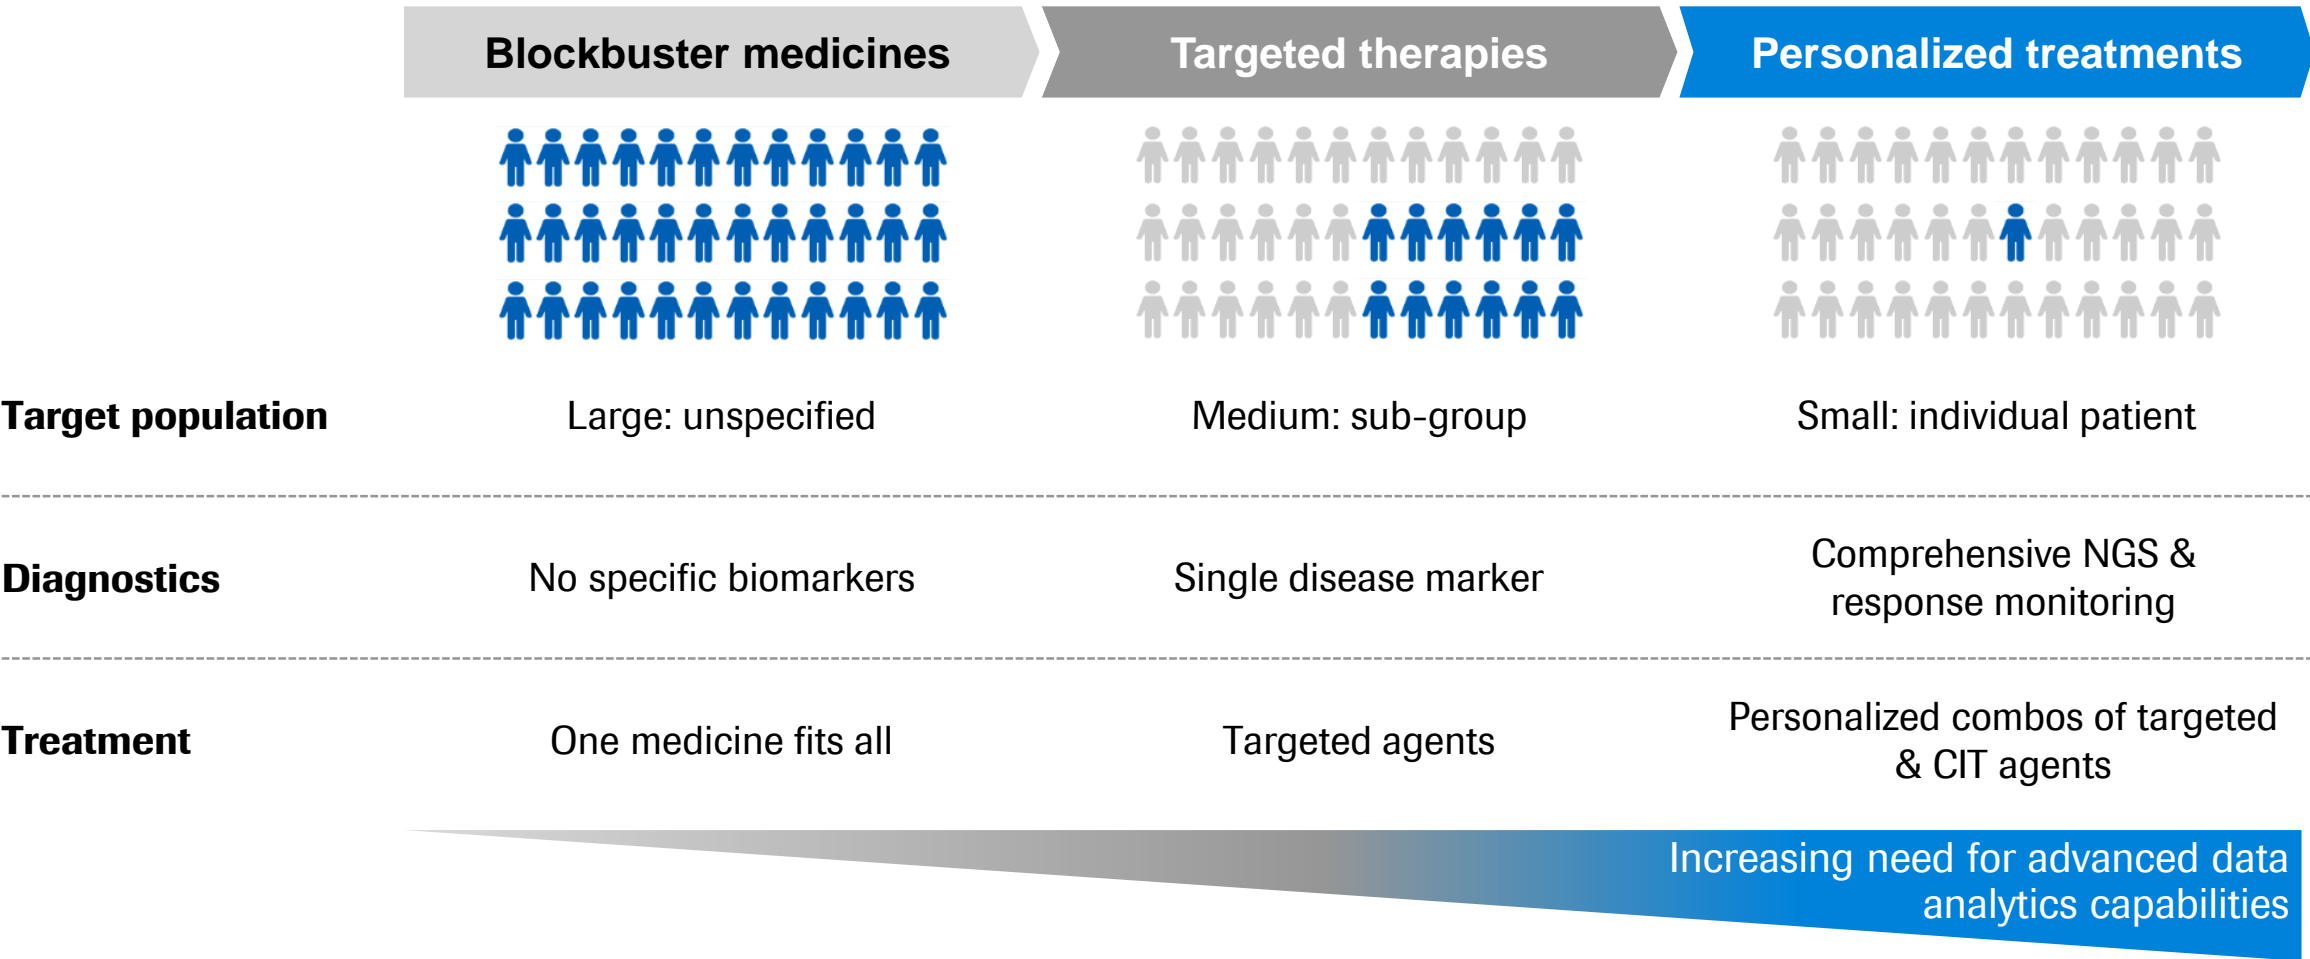 Blockbuster medicines
Targeted therapies
Personalized treatments
Target population
Large: unspecified
Medium: sub-group
Small: individual patient
Diagnostics
No specific biomarkers
Single disease marker
Comprehensive NGS &
response monitoring
Treatment
One medicine fits all
Targeted agents
Personalized combos of targeted
& CIT agents
Increasing need for advanced data
analytics capabilities